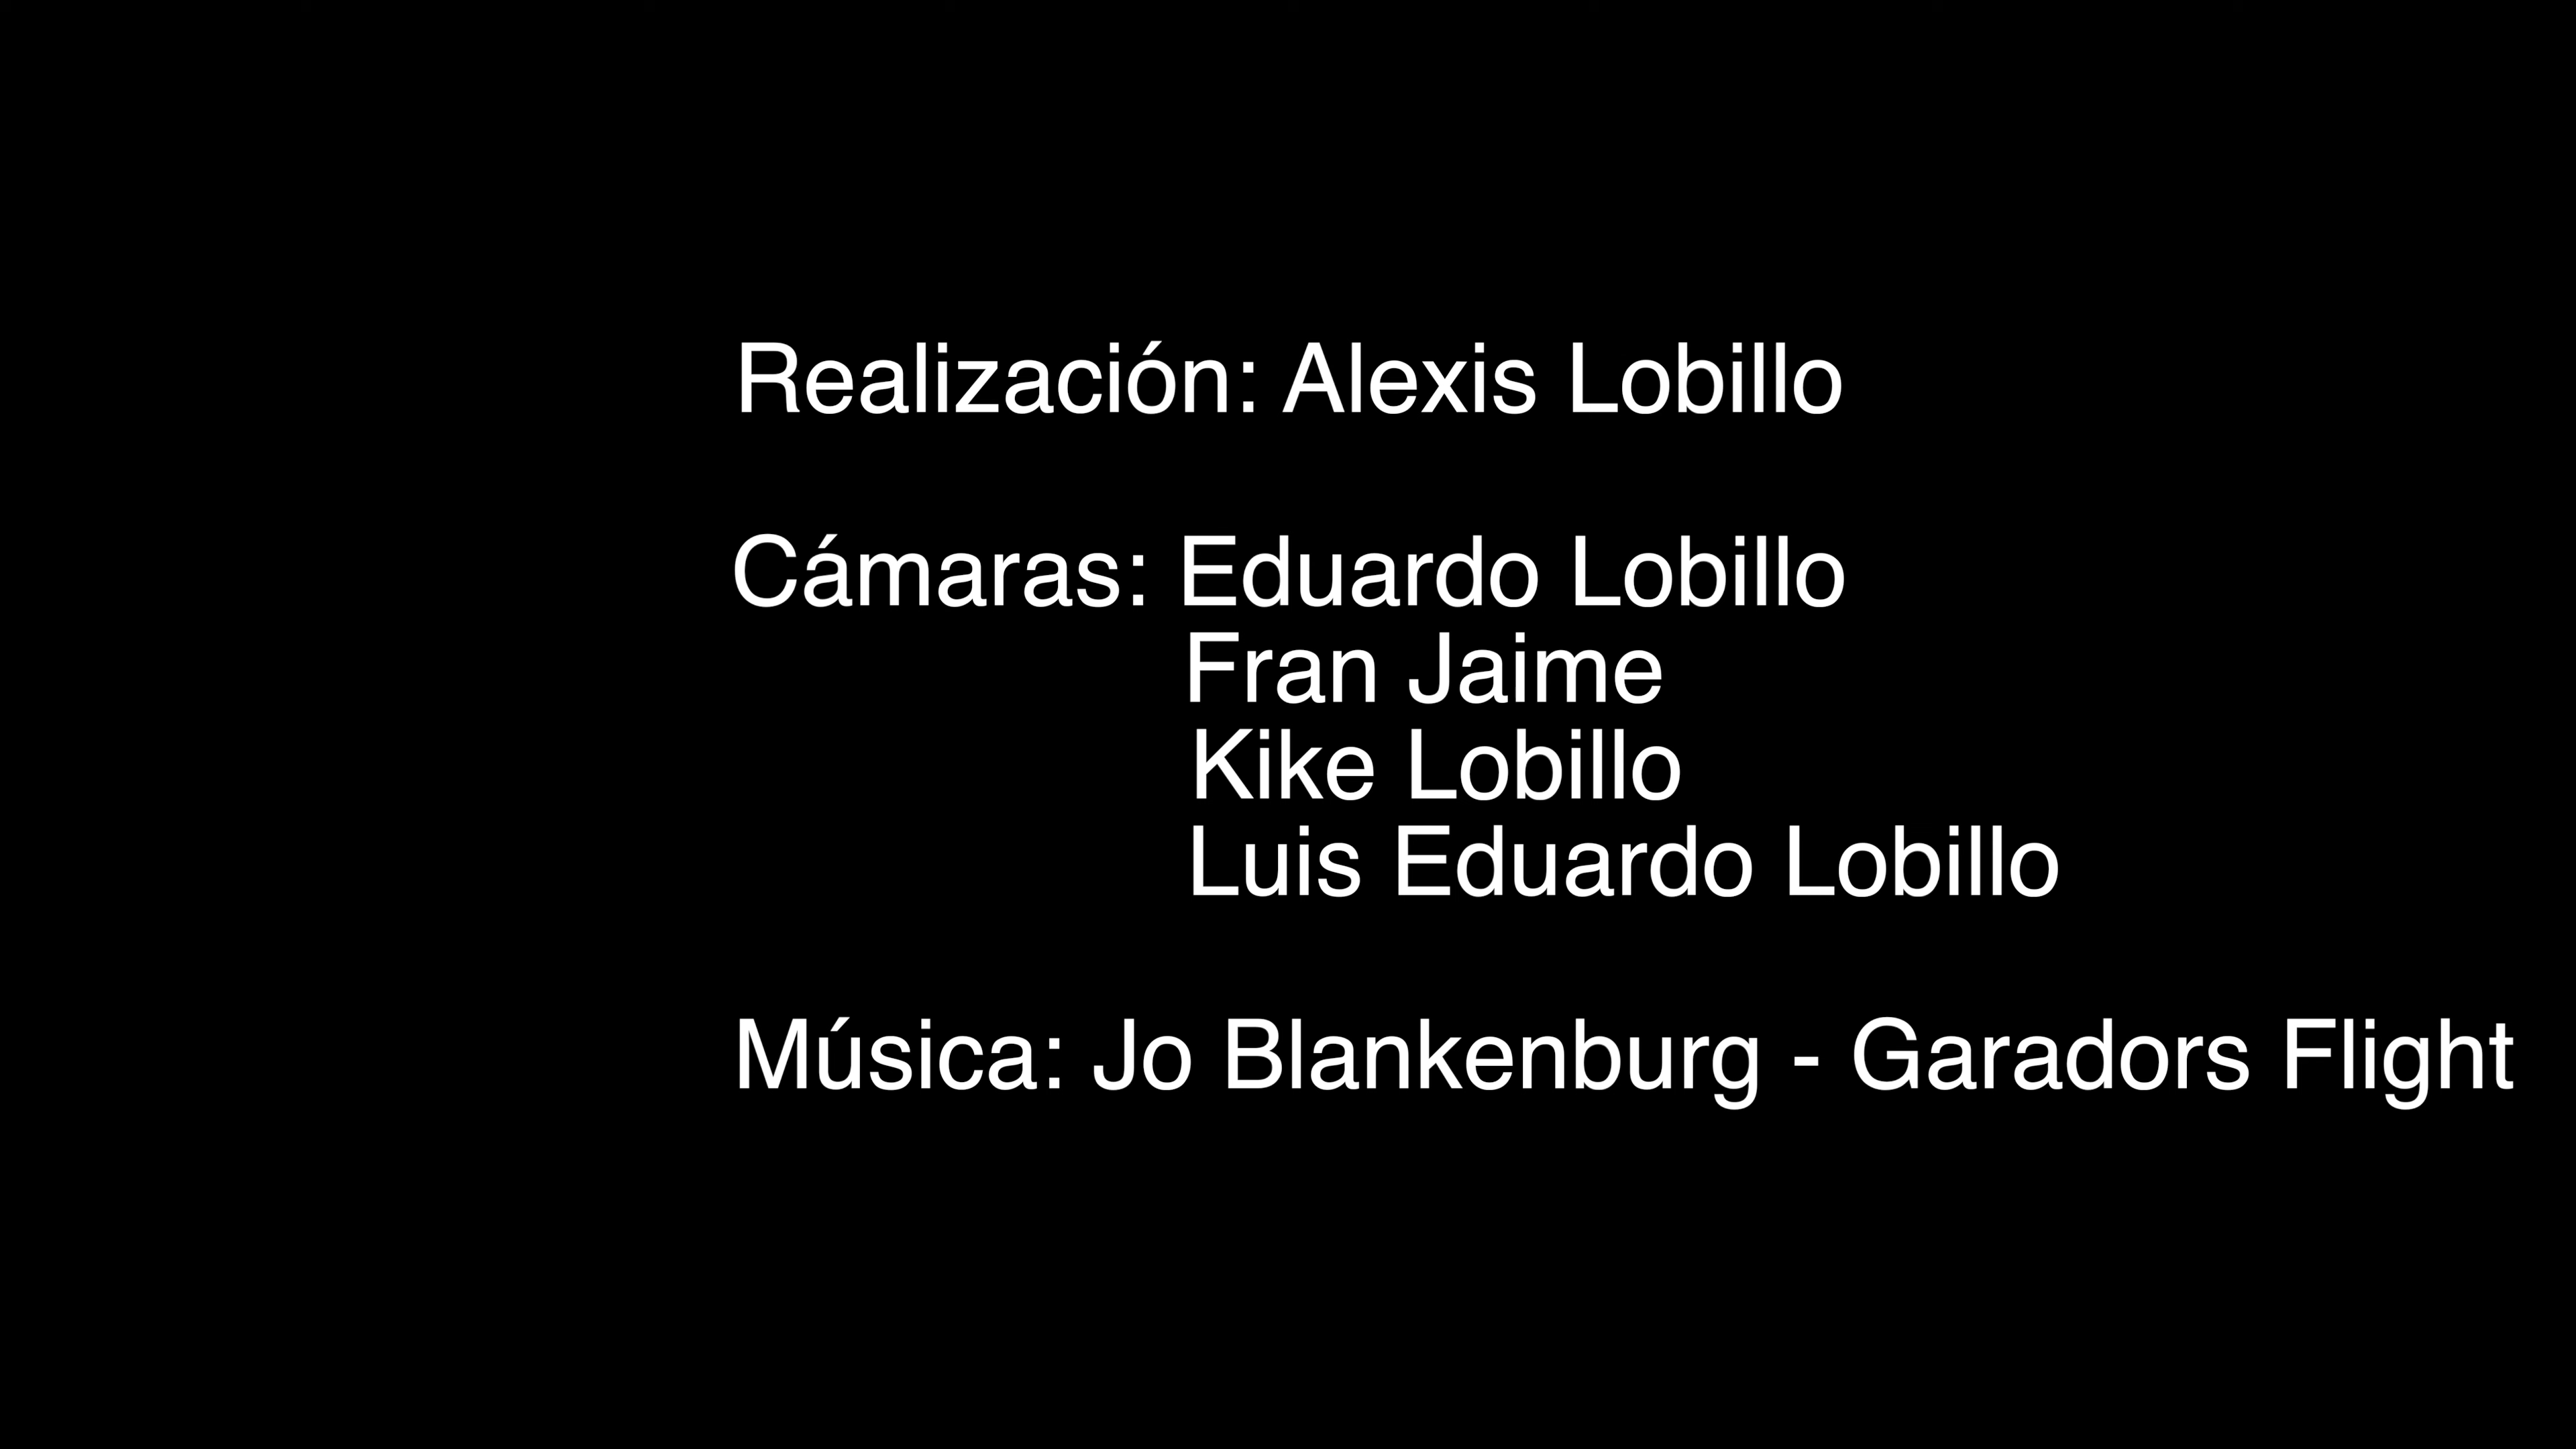 Realización: Alexis Lobillo
Cámaras: Eduardo Lobillo
Fran Jaime
Kike Lobillo
Luis Eduardo Lobillo
Música: Jo Blankenburg - Garadors Flight